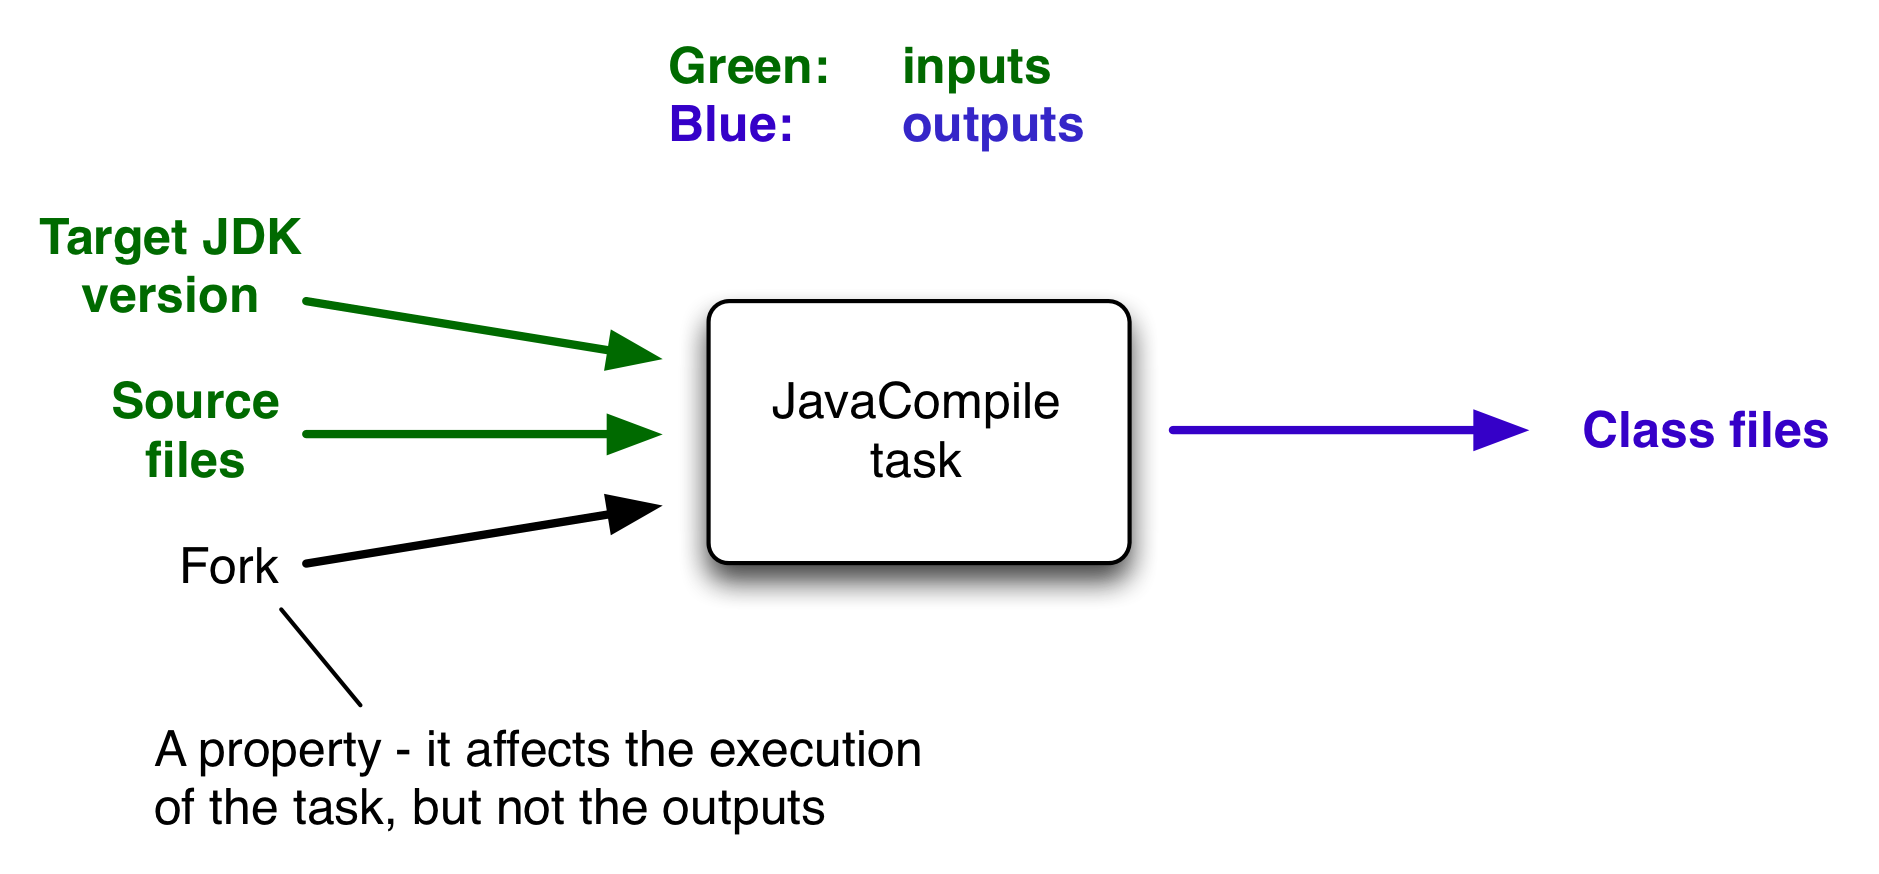 Green: inputs
Blue: outputs
Target JDK
version
Source
files
Fork
JavaCompile
task
Class files
A property - it affects the execution
of the task, but not the outputs